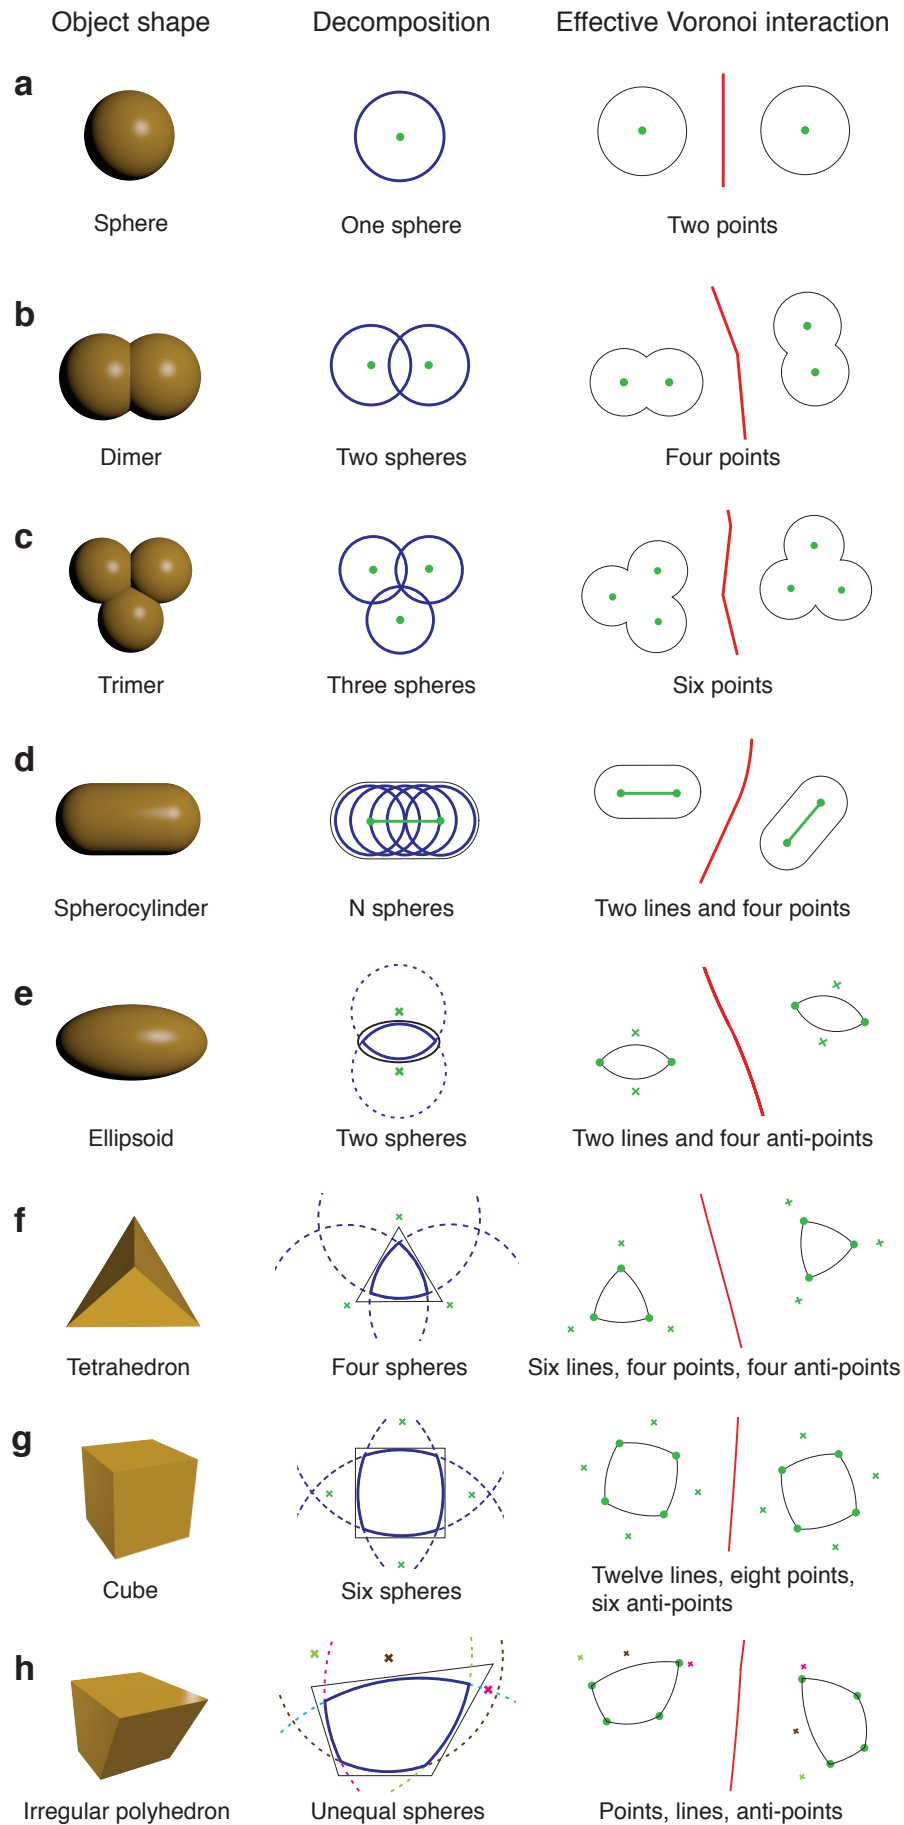 Object shape Decomposition Effective Voronoi interaction
a
Sphere One sphere Two points
b
Dimer Two spheres Four points
c
Trimer Three spheres Six points
d
Spherocylinder N spheres Two lines and four points
e
Ellipsoid Two spheres Two lines and four anti-points
f
Tetrahedron Four spheres Six lines, four points, four anti-points
g
Cube Six spheres Twelve lines, eight points,
six anti-points
h
Irregular polyhedron Unequal spheres Points, lines, anti-points